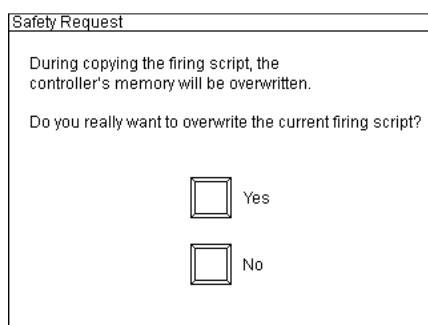 Safety Request
During copying the firing script, the
controller's memory will be overwritten.
Do you really want to overwrite the current firing script?
Yes
No